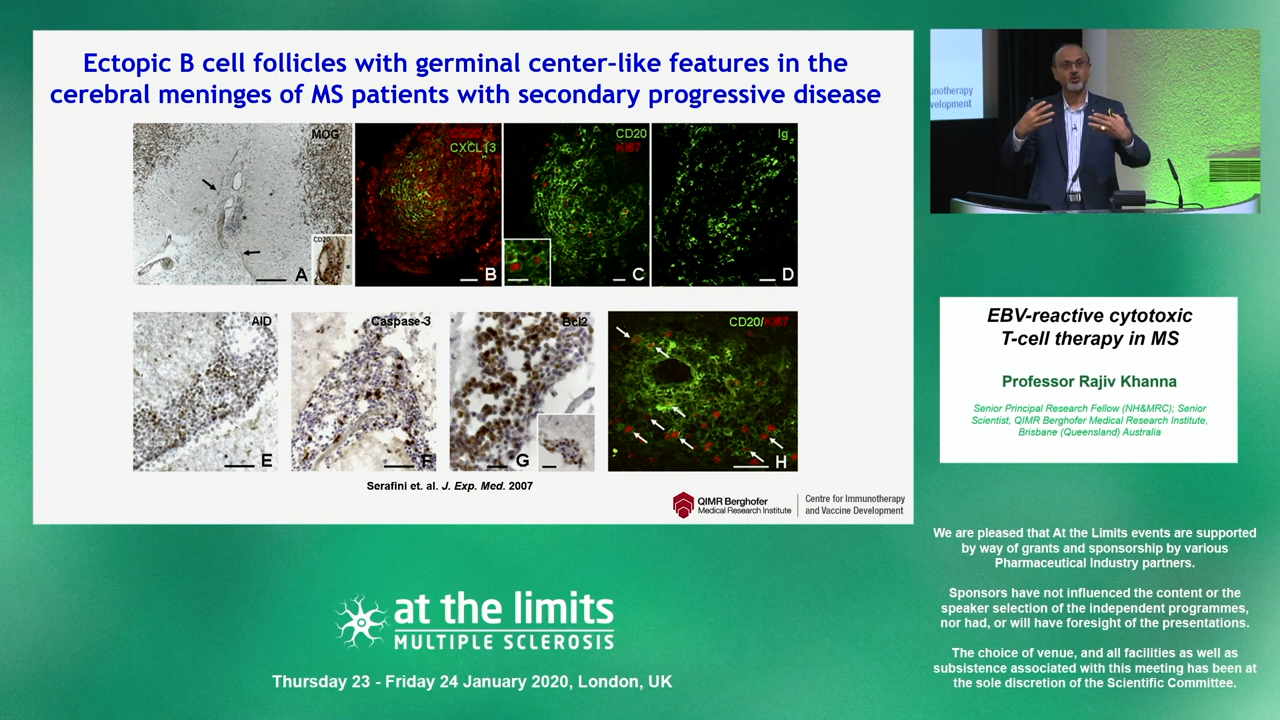 Ectopic B cell follicles with germinal center–like features in the
cerebral meninges of MS patients with secondary progressive disease
MOG
CD20
A
CD20
CXCL13
B
CD20
Ki67
C
Ig
D
AID
E
Caspase-3
F
Bcl2
G
CD20/Ki67
H
Serafini et. al. J. Exp. Med. 2007
QIMR Berghofer
Medical Research Institute
Centre for Immunotherapy
and Vaccine Development
unotherapy
velopment
EBV-reactive cytotoxic
T-cell therapy in MS
Professor Rajiv Khanna
Senior Principal Research Fellow (NH&MRC); Senior
Scientist, QIMR Berghofer Medical Research Institute,
Brisbane (Queensland) Australia
We are pleased that At the Limits events are supported
by way of grants and sponsorship by various
Pharmaceutical Industry partners.
Sponsors have not influenced the content or the
speaker selection of the independent programmes,
nor had, or will have foresight of the presentations.
The choice of venue, and all facilities as well as
subsistence associated with this meeting has been at
the sole discretion of the Scientific Committee.
at the limits
MULTIPLE SCLEROSIS
Thursday 23 - Friday 24 January 2020, London, UK